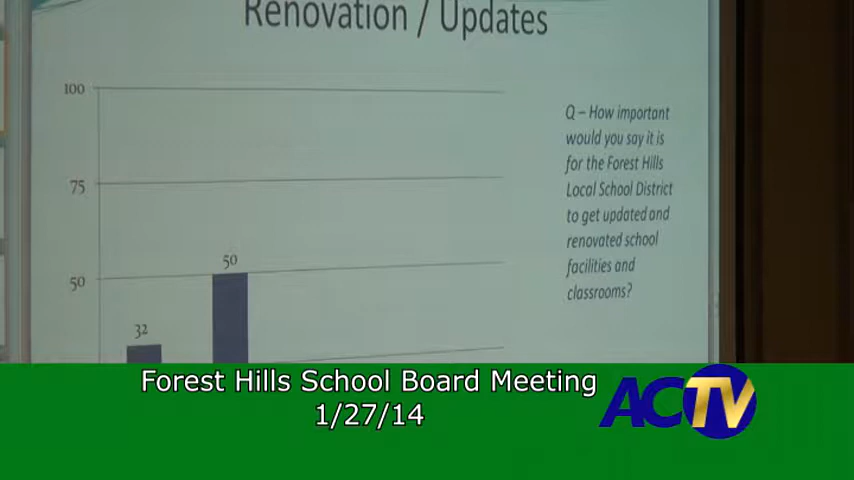 Renovation / Updates
100
75
50
50
32
Q – How important
would you say it is
for the Forest Hills
Local School District
to get updated and
renovated school
facilities and
classrooms?
Forest Hills School Board Meeting
1/27/14
ACTV